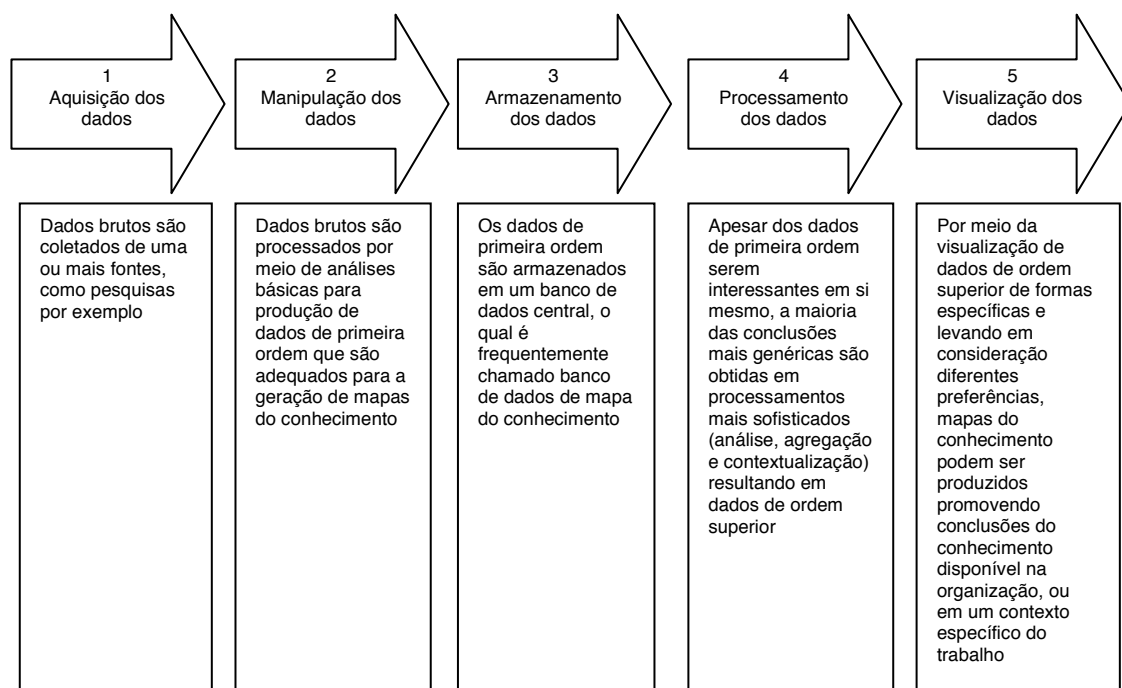 1
Aquisição dos
dados
2
Manipulação dos
dados
3
Armazenamento
dos dados
4
Processamento
dos dados
5
Visualização dos
dados
Dados brutos são
coletados de uma
ou mais fontes,
como pesquisas
por exemplo
Dados brutos são
processados por
meio de análises
básicas para
produção de
dados de primeira
ordem que são
adequados para a
geração de mapas
do conhecimento
Os dados de
primeira ordem
são armazenados
em um banco de
dados central, o
qual é
frequentemente
chamado banco
de dados de mapa
do conhecimento
Apesar dos dados
de primeira ordem
serem
interessantes em si
mesmo, a maioria
das conclusões
mais genéricas são
obtidas em
processamentos
mais sofisticados
(análise, agregação
e contextualização)
resultando em
dados de ordem
superior
Por meio da
visualização de
dados de ordem
superior de formas
específicas e
levando em
consideração
diferentes
preferências,
mapas do
conhecimento
podem ser
produzidos
promovendo
conclusões do
conhecimento
disponível na
organização, ou
em um contexto
específico do
trabalho